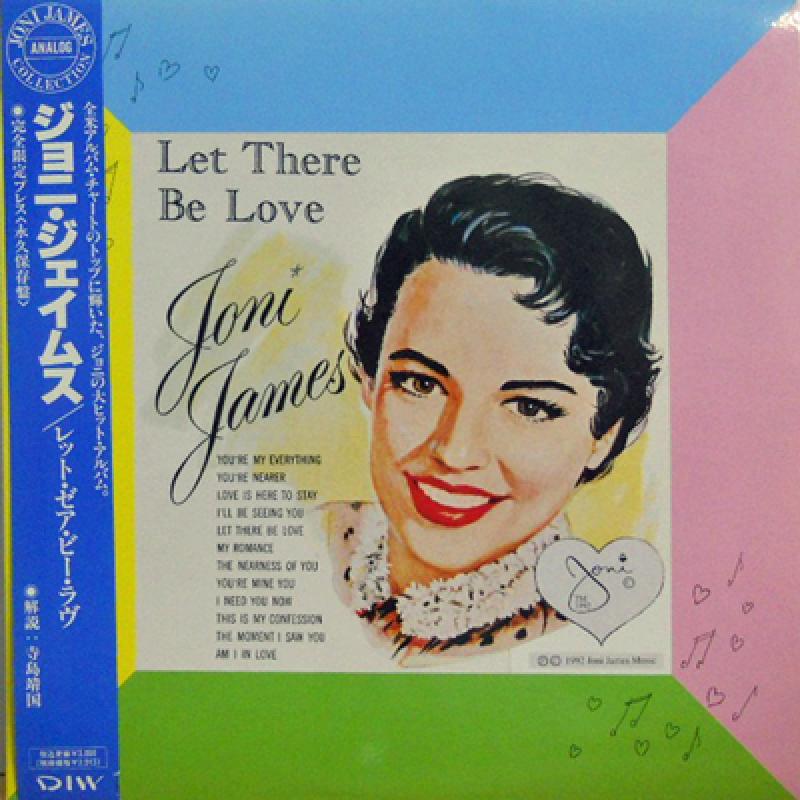 JONI JAMES
ANALOG
COLLECTION
全米アルバム・チャートのトップに輝いた、ジョニの大ヒット・アルバム。
ジョニ・ジェイムス/レット・ゼア・ビー・ラヴ
●完全限定プレス〈永久保存盤〉
●解説:寺島靖国
DIW
Let There
Be Love
Joni*
James
YOU'RE MY EVERYTHING
YOU'RE NEARER
LOVE IS HERE TO STAY
I'LL BE SEEING YOU
LET THERE BE LOVE
MY ROMANCE
THE NEARNESS OF YOU
YOU'RE MINE YOU
I NEED YOU NOW
THIS IS MY CONFESSION
THE MOMENT I SAW YOU
AM I IN LOVE
Joni
©
TM
℗© 1992 Joni James Music